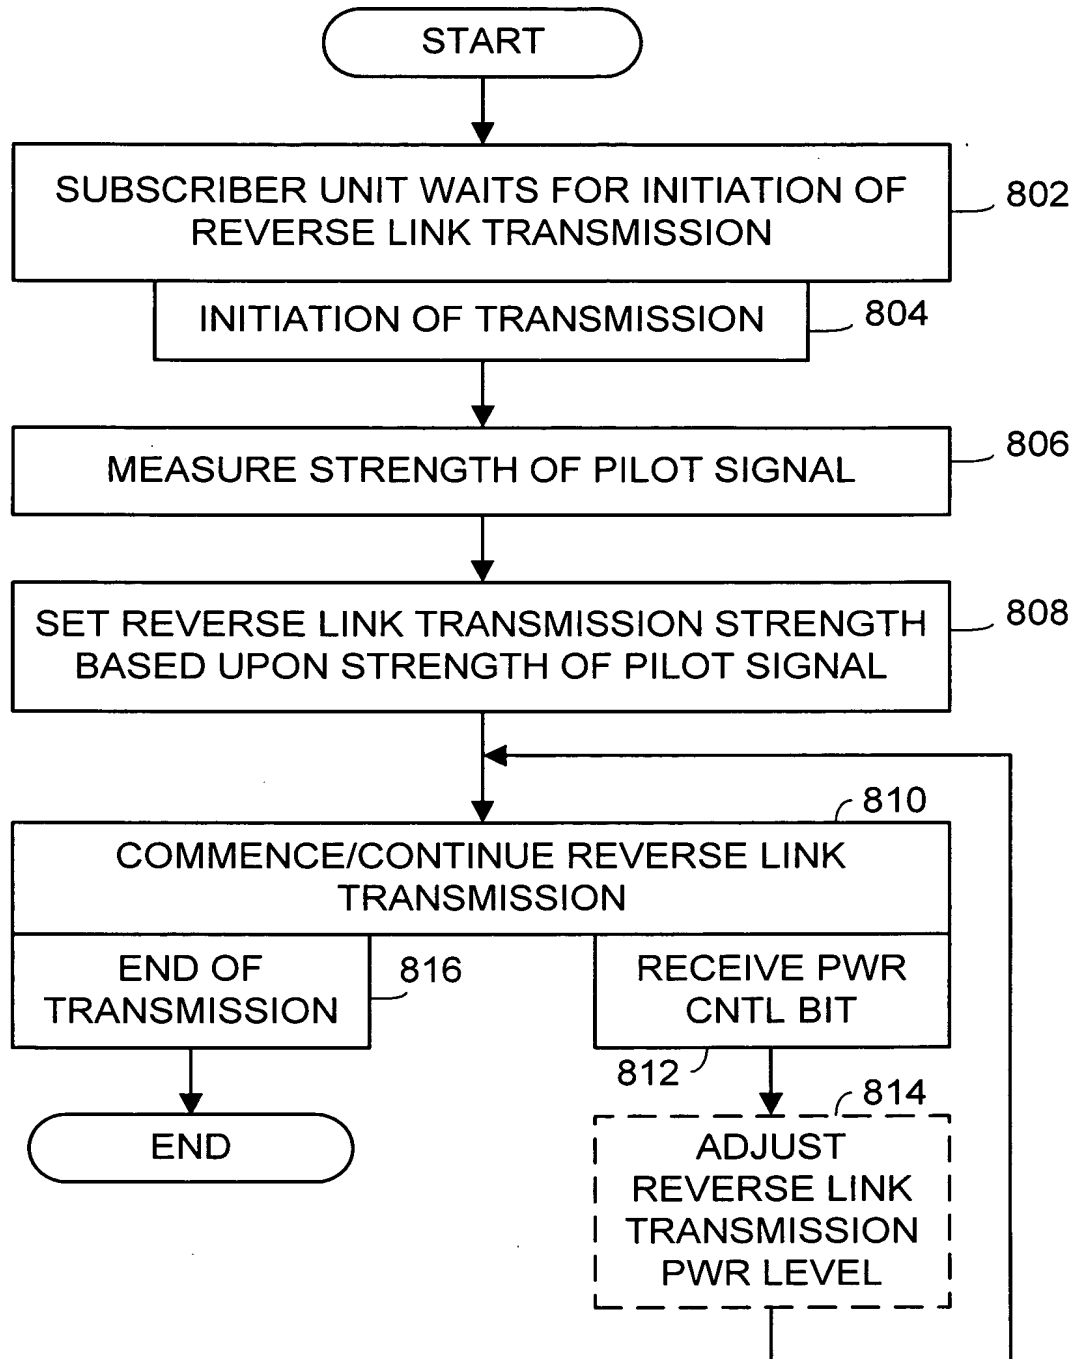 START
SUBSCRIBER UNIT WAITS FOR INITIATION OF
REVERSE LINK TRANSMISSION
802
INITIATION OF TRANSMISSION
804
MEASURE STRENGTH OF PILOT SIGNAL
806
SET REVERSE LINK TRANSMISSION STRENGTH
BASED UPON STRENGTH OF PILOT SIGNAL
808
810
COMMENCE/CONTINUE REVERSE LINK
TRANSMISSION
END OF
TRANSMISSION
816
RECEIVE PWR
CNTL BIT
812
END
814
ADJUST
REVERSE LINK
TRANSMISSION
PWR LEVEL